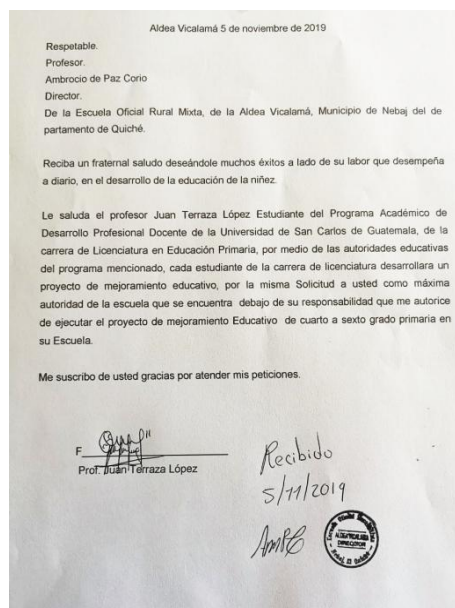 Aldea Vicalamá 5 de noviembre de 2019
Respetable.
Profesor.
Ambrocio de Paz Corio
Director.
De la Escuela Oficial Rural Mixta, de la Aldea Vicalamá, Municipio de Nebaj del de
partamento de Quiché.
Reciba un fraternal saludo deseándole muchos éxitos a lado de su labor que desempeña
a diario, en el desarrollo de la educación de la niñez.
Le saluda el profesor Juan Terraza López Estudiante del Programa Académico de
Desarrollo Profesional Docente de la Universidad de San Carlos de Guatemala, de la
carrera de Licenciatura en Educación Primaria, por medio de las autoridades educativas
del programa mencionado, cada estudiante de la carrera de licenciatura desarrollara un
proyecto de mejoramiento educativo, por la misma Solicitud a usted como máxima
autoridad de la escuela que se encuentra debajo de su responsabilidad que me autorice
de ejecutar el proyecto de mejoramiento Educativo de cuarto a sexto grado primaria en
su Escuela.
Me suscribo de usted gracias por atender mis peticiones.
F
Prof. Juan Terraza López
Recibido
5/11/2019
ALDEA VICALAMA
DIRECCION